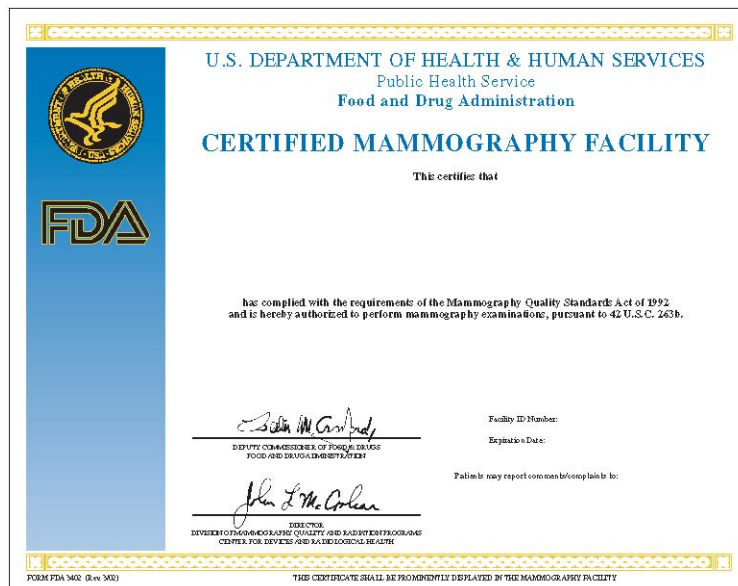 U.S. DEPARTMENT OF HEALTH & HUMAN SERVICES
Public Health Service
Food and Drug Administration
CERTIFIED MAMMOGRAPHY FACILITY
This certifies that
FDA
has complied with the requirements of the Mammography Quality Standards Act of 1992
and is hereby authorized to perform mammography examinations, pursuant to 42 U.S.C. 263b.
DEPUTY COMMISSIONER OF FOOD & DRUGS
FOOD AND DRUG ADMINISTRATION
Facility ID Number:
Expiration Date:
Patients may report comments/complaints to:
DIRECTOR
DIVISION OF MAMMOGRAPHY QUALITY AND RADIATION PROGRAMS
CENTER FOR DEVICES AND RADIOLOGICAL HEALTH
FORM FDA 3402 (Rev 3/02)
THIS CERTIFICATE SHALL BE PROMINENTLY DISPLAYED IN THE MAMMOGRAPHY FACILITY